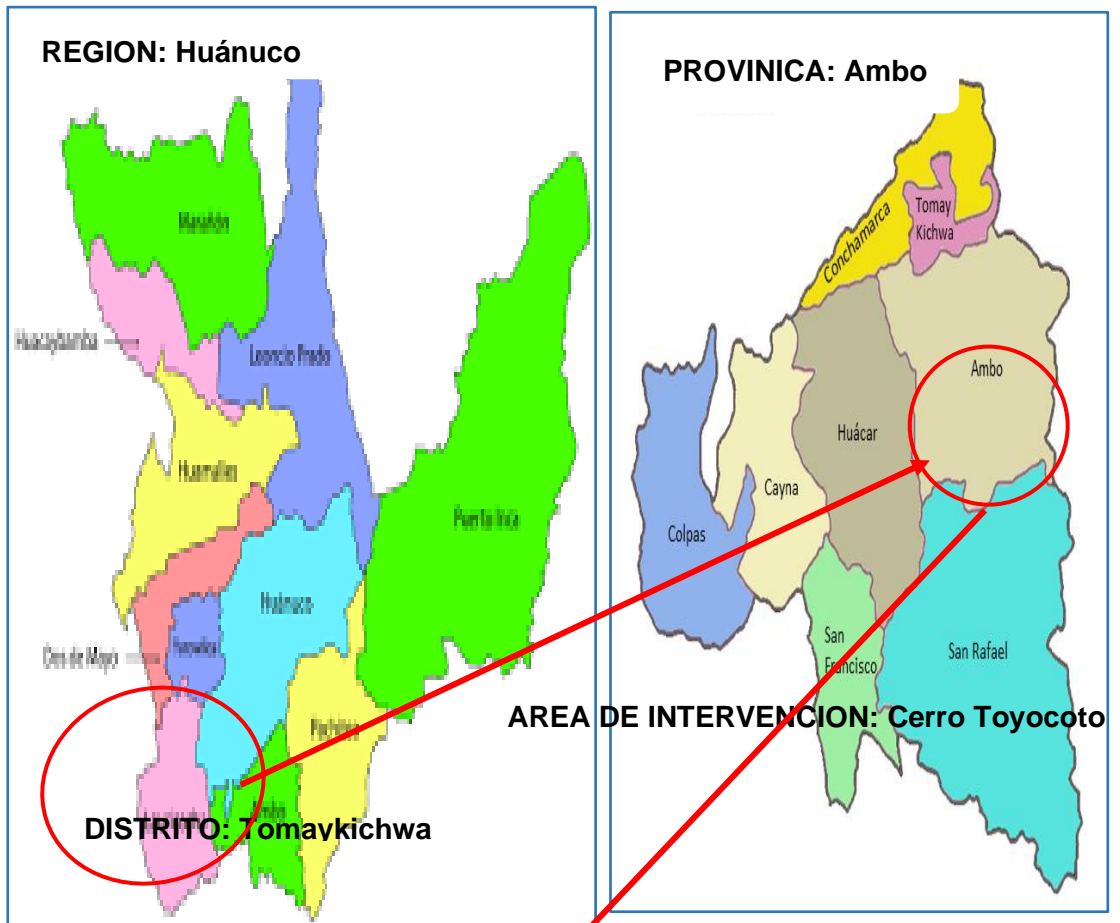 REGION: Huánuco
Marañón
Huacaybamba
Leoncio Prado
Huamalíes
Puerto Inca
Huánuco
Yarowilca
Dos de Mayo
Pachitea
Ambo
DISTRITO: Tomaykichwa
PROVINICA: Ambo
Conchamarca
Tomay
Kichwa
Ambo
Huácar
Cayna
Colpas
San
Francisco
San Rafael
AREA DE INTERVENCION: Cerro Toyocoto